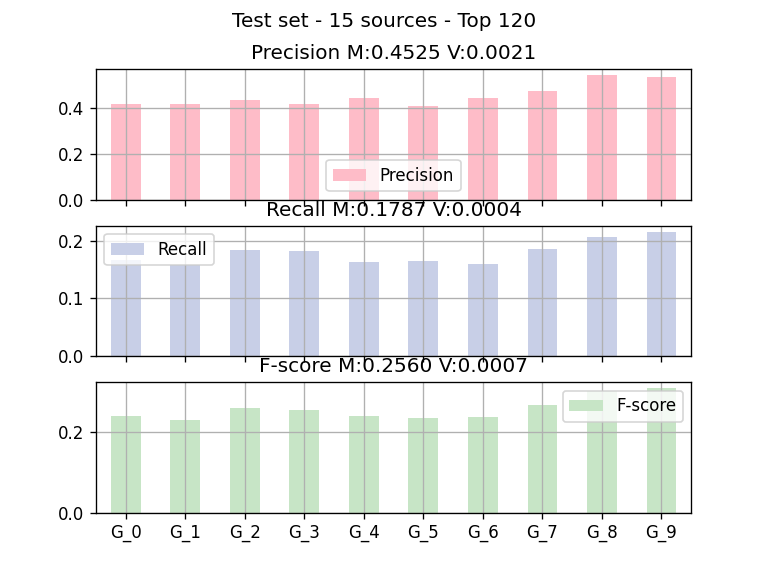 Test set - 15 sources - Top 120
Precision M:0.4525 V:0.0021
0.4
0.2
0.0
Precision
Recall M:0.1787 V:0.0004
0.2
0.1
0.0
Recall
F-score M:0.2560 V:0.0007
0.2
0.0
F-score
G_0 G_1 G_2 G_3 G_4 G_5 G_6 G_7 G_8 G_9